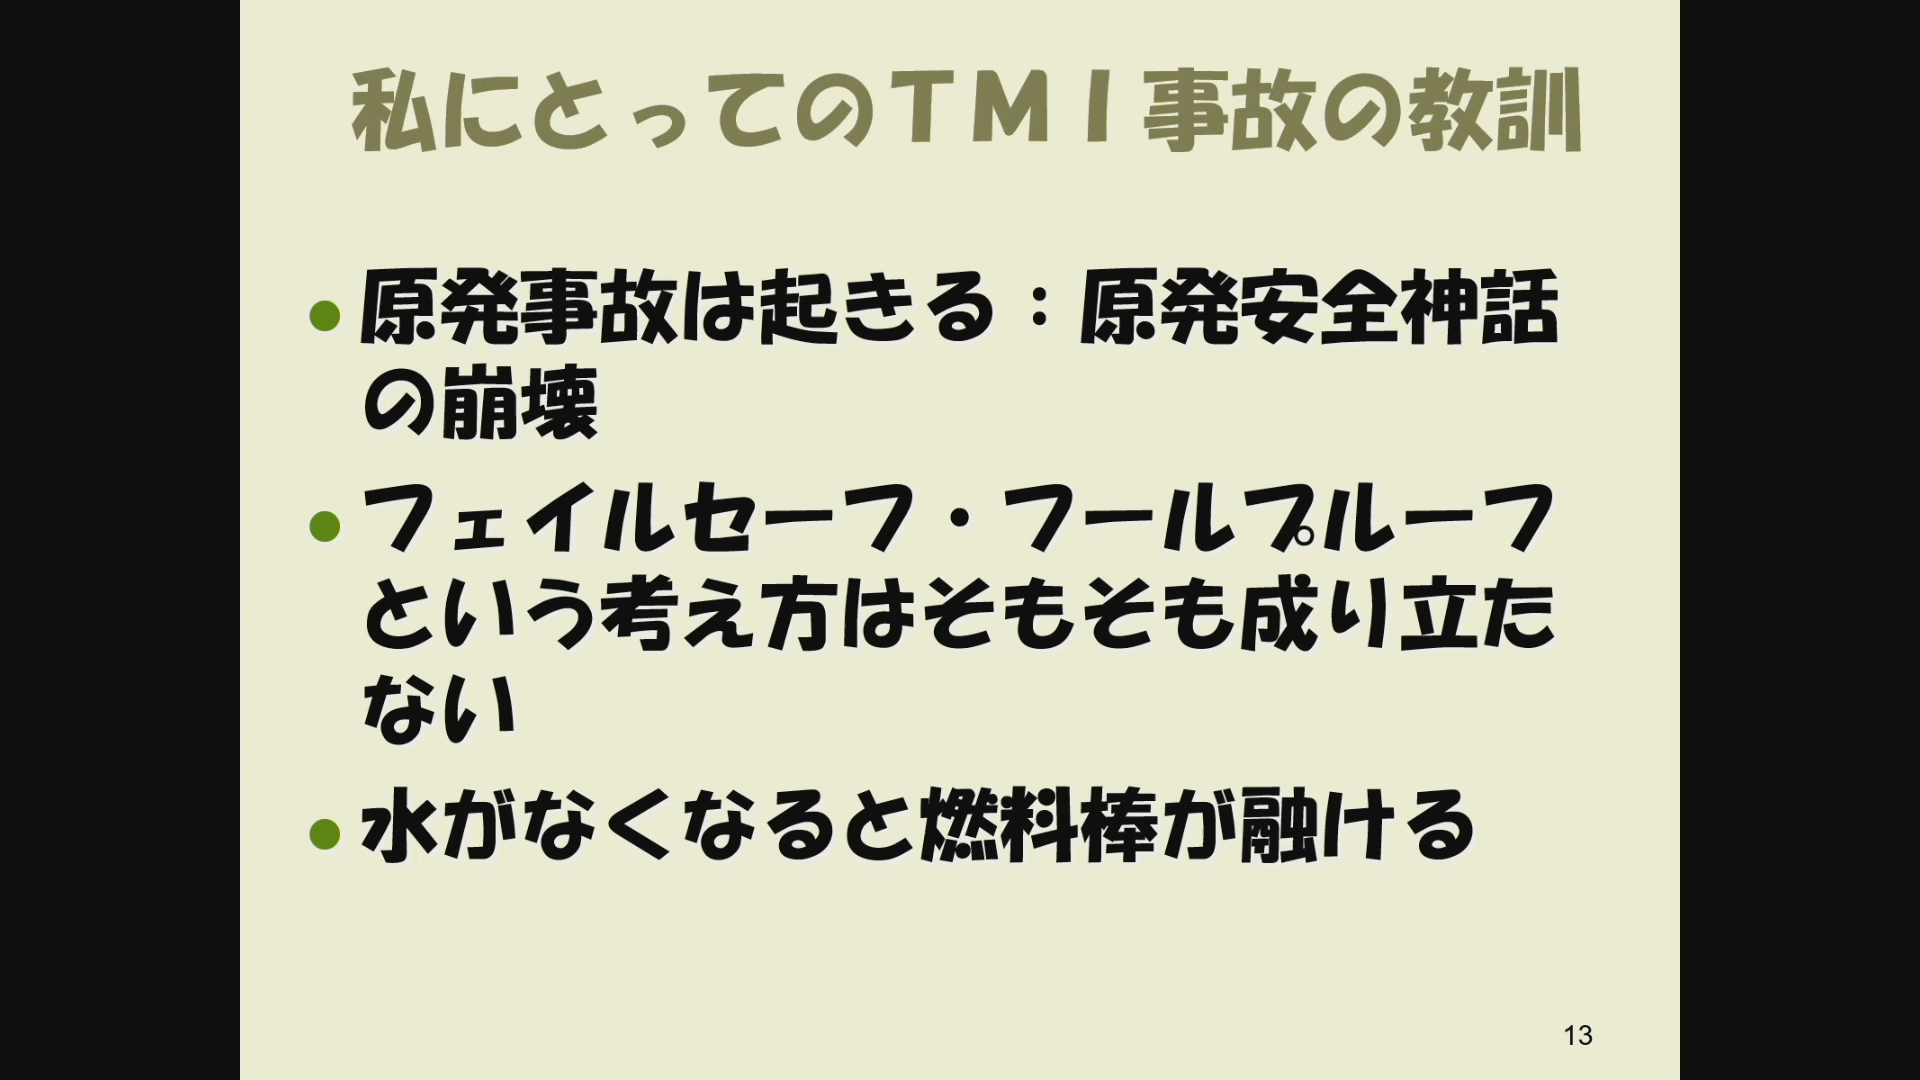 私にとってのＴＭＩ事故の教訓
●原発事故は起きる：原発安全神話
の崩壊
●フェイルセーフ・フールプルーフ
という考え方はそもそも成り立た
ない
●水がなくなると燃料棒が融ける
13